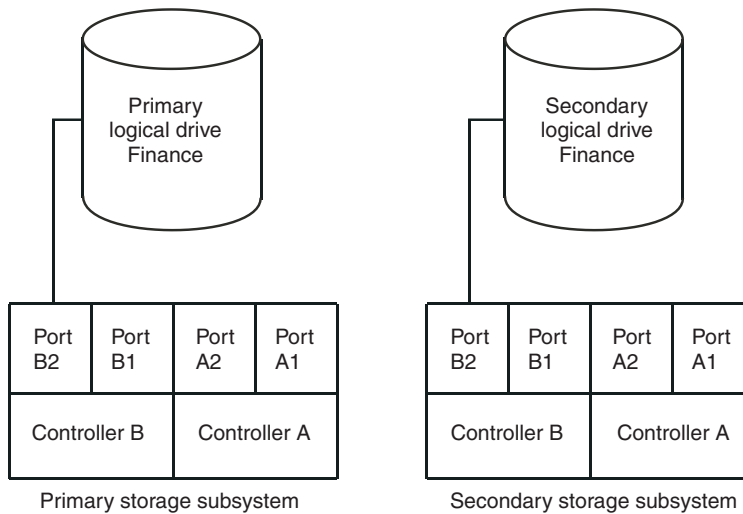 Primary
logical drive
Finance
Secondary
logical drive
Finance
Port
B2
Port
B1
Port
A2
Port
A1
Controller B
Controller A
Primary storage subsystem
Port
B2
Port
B1
Port
A2
Port
A1
Controller B
Controller A
Secondary storage subsystem